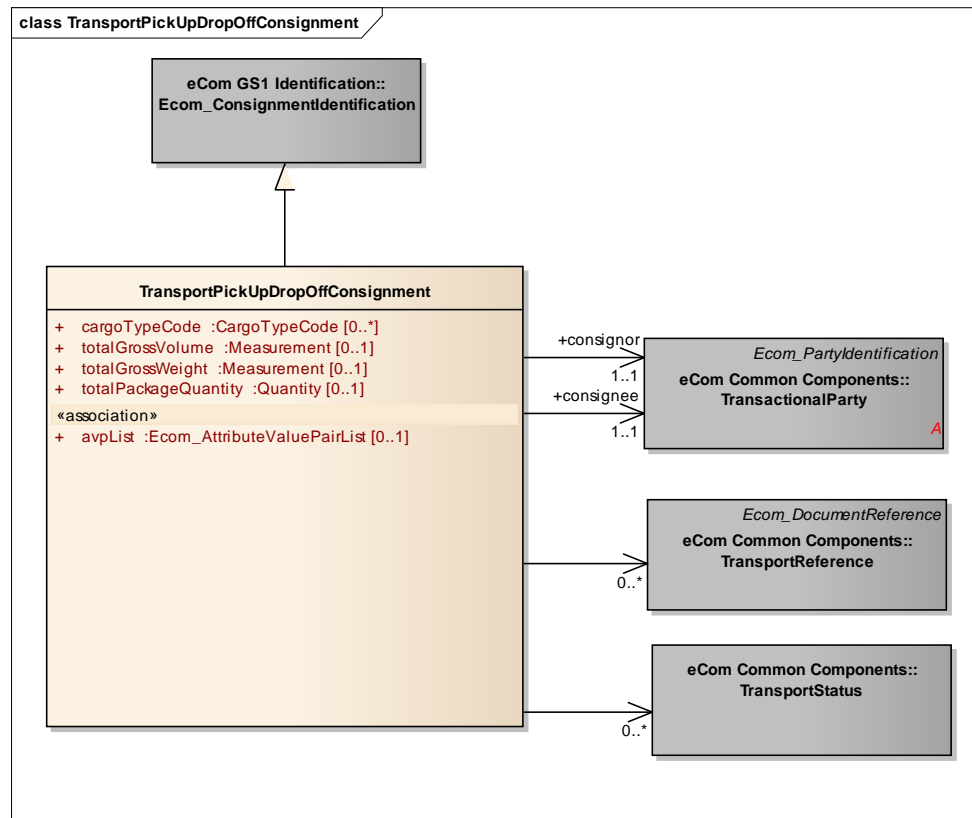 class TransportPickUpDropOffConsignment
eCom GS1 Identification::
Ecom_ConsignmentIdentification
TransportPickUpDropOffConsignment
+ cargoTypeCode :CargoTypeCode [0..*]
+ totalGrossVolume :Measurement [0..1]
+ totalGrossWeight :Measurement [0..1]
+ totalPackageQuantity :Quantity [0..1]
«association»
+ avpList :Ecom_AttributeValuePairList [0..1]
+consignor
1..1
+consignee
1..1
Ecom_PartyIdentification
eCom Common Components::
TransactionalParty
A
0..*
Ecom_DocumentReference
eCom Common Components::
TransportReference
0..*
eCom Common Components::
TransportStatus